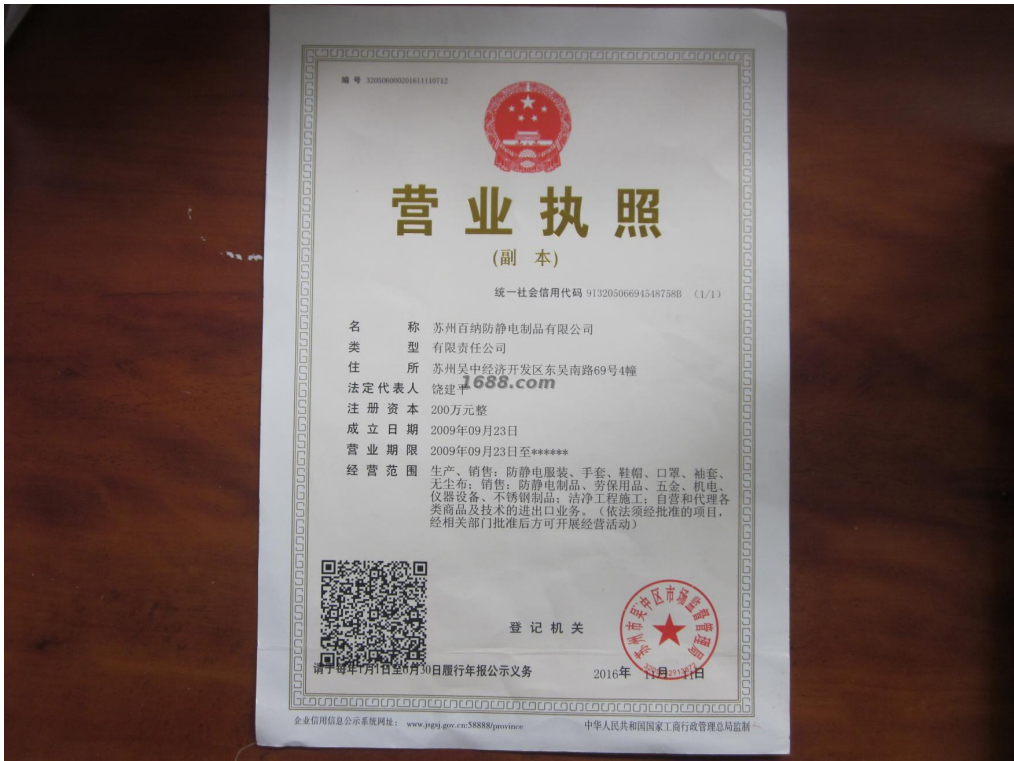 编 号 320506000201611110712
营业执照
(副 本)
统一社会信用代码 91320506694548758B (1/1)
名 称 苏州百纳防静电制品有限公司
类 型 有限责任公司
住 所 苏州吴中经济开发区东吴南路69号4幢
1688.com
法定代表人 饶建平
注册资本 200万元整
成立日期 2009年09月23日
营业期限 2009年09月23日至******
经营范围 生产、销售：防静电服装、手套、鞋帽、口罩、袖套、
无尘布；销售：防静电制品、劳保用品、五金、机电、
仪器设备、不锈钢制品；洁净工程施工；自营和代理各
类商品及技术的进出口业务。（依法须经批准的项目，
经相关部门批准后方可开展经营活动）
苏州市吴中区市场监督管理局
登记机关
请于每年1月1日至6月30日履行年报公示义务
2016年 11月 11日
企业信用信息公示系统网址： www.jsgsj.gov.cn:58888/province
中华人民共和国国家工商行政管理总局监制